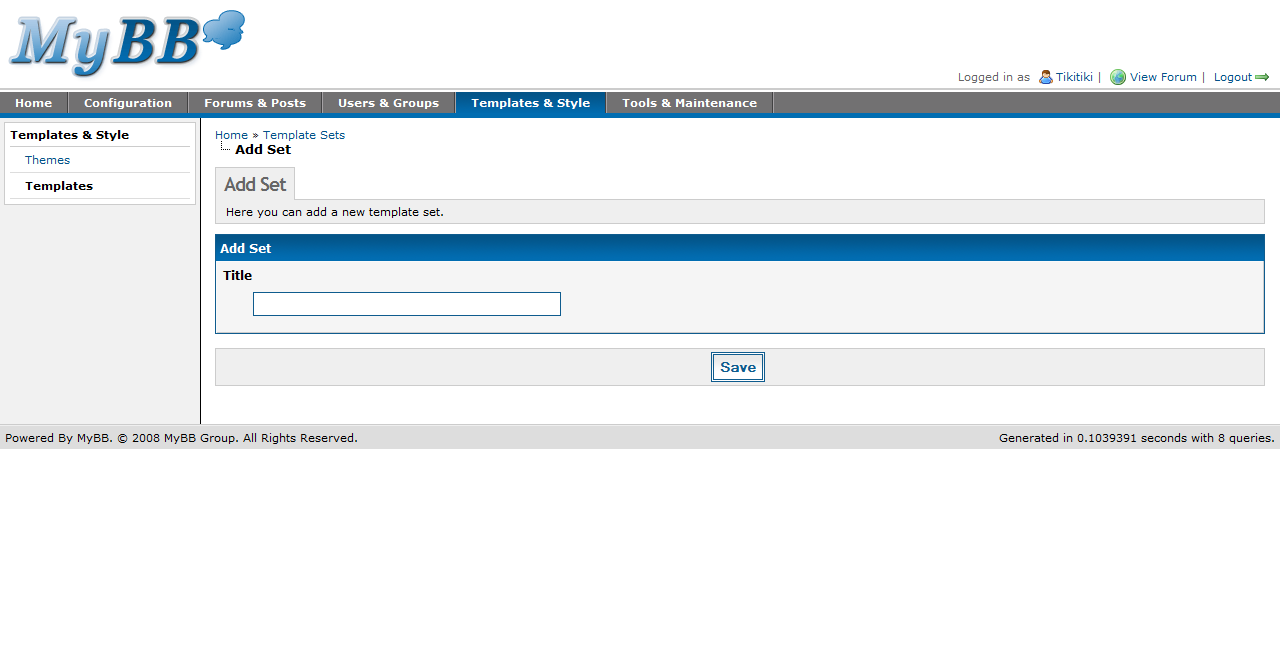 MyBB
Logged in as Tikitiki | View Forum | Logout
Home Configuration Forums & Posts Users & Groups Templates & Style Tools & Maintenance
Templates & Style
Themes
Templates
Home » Template Sets
Add Set
Add Set
Here you can add a new template set.
Add Set
Title
Save
Powered By MyBB. © 2008 MyBB Group. All Rights Reserved. Generated in 0.1039391 seconds with 8 queries.